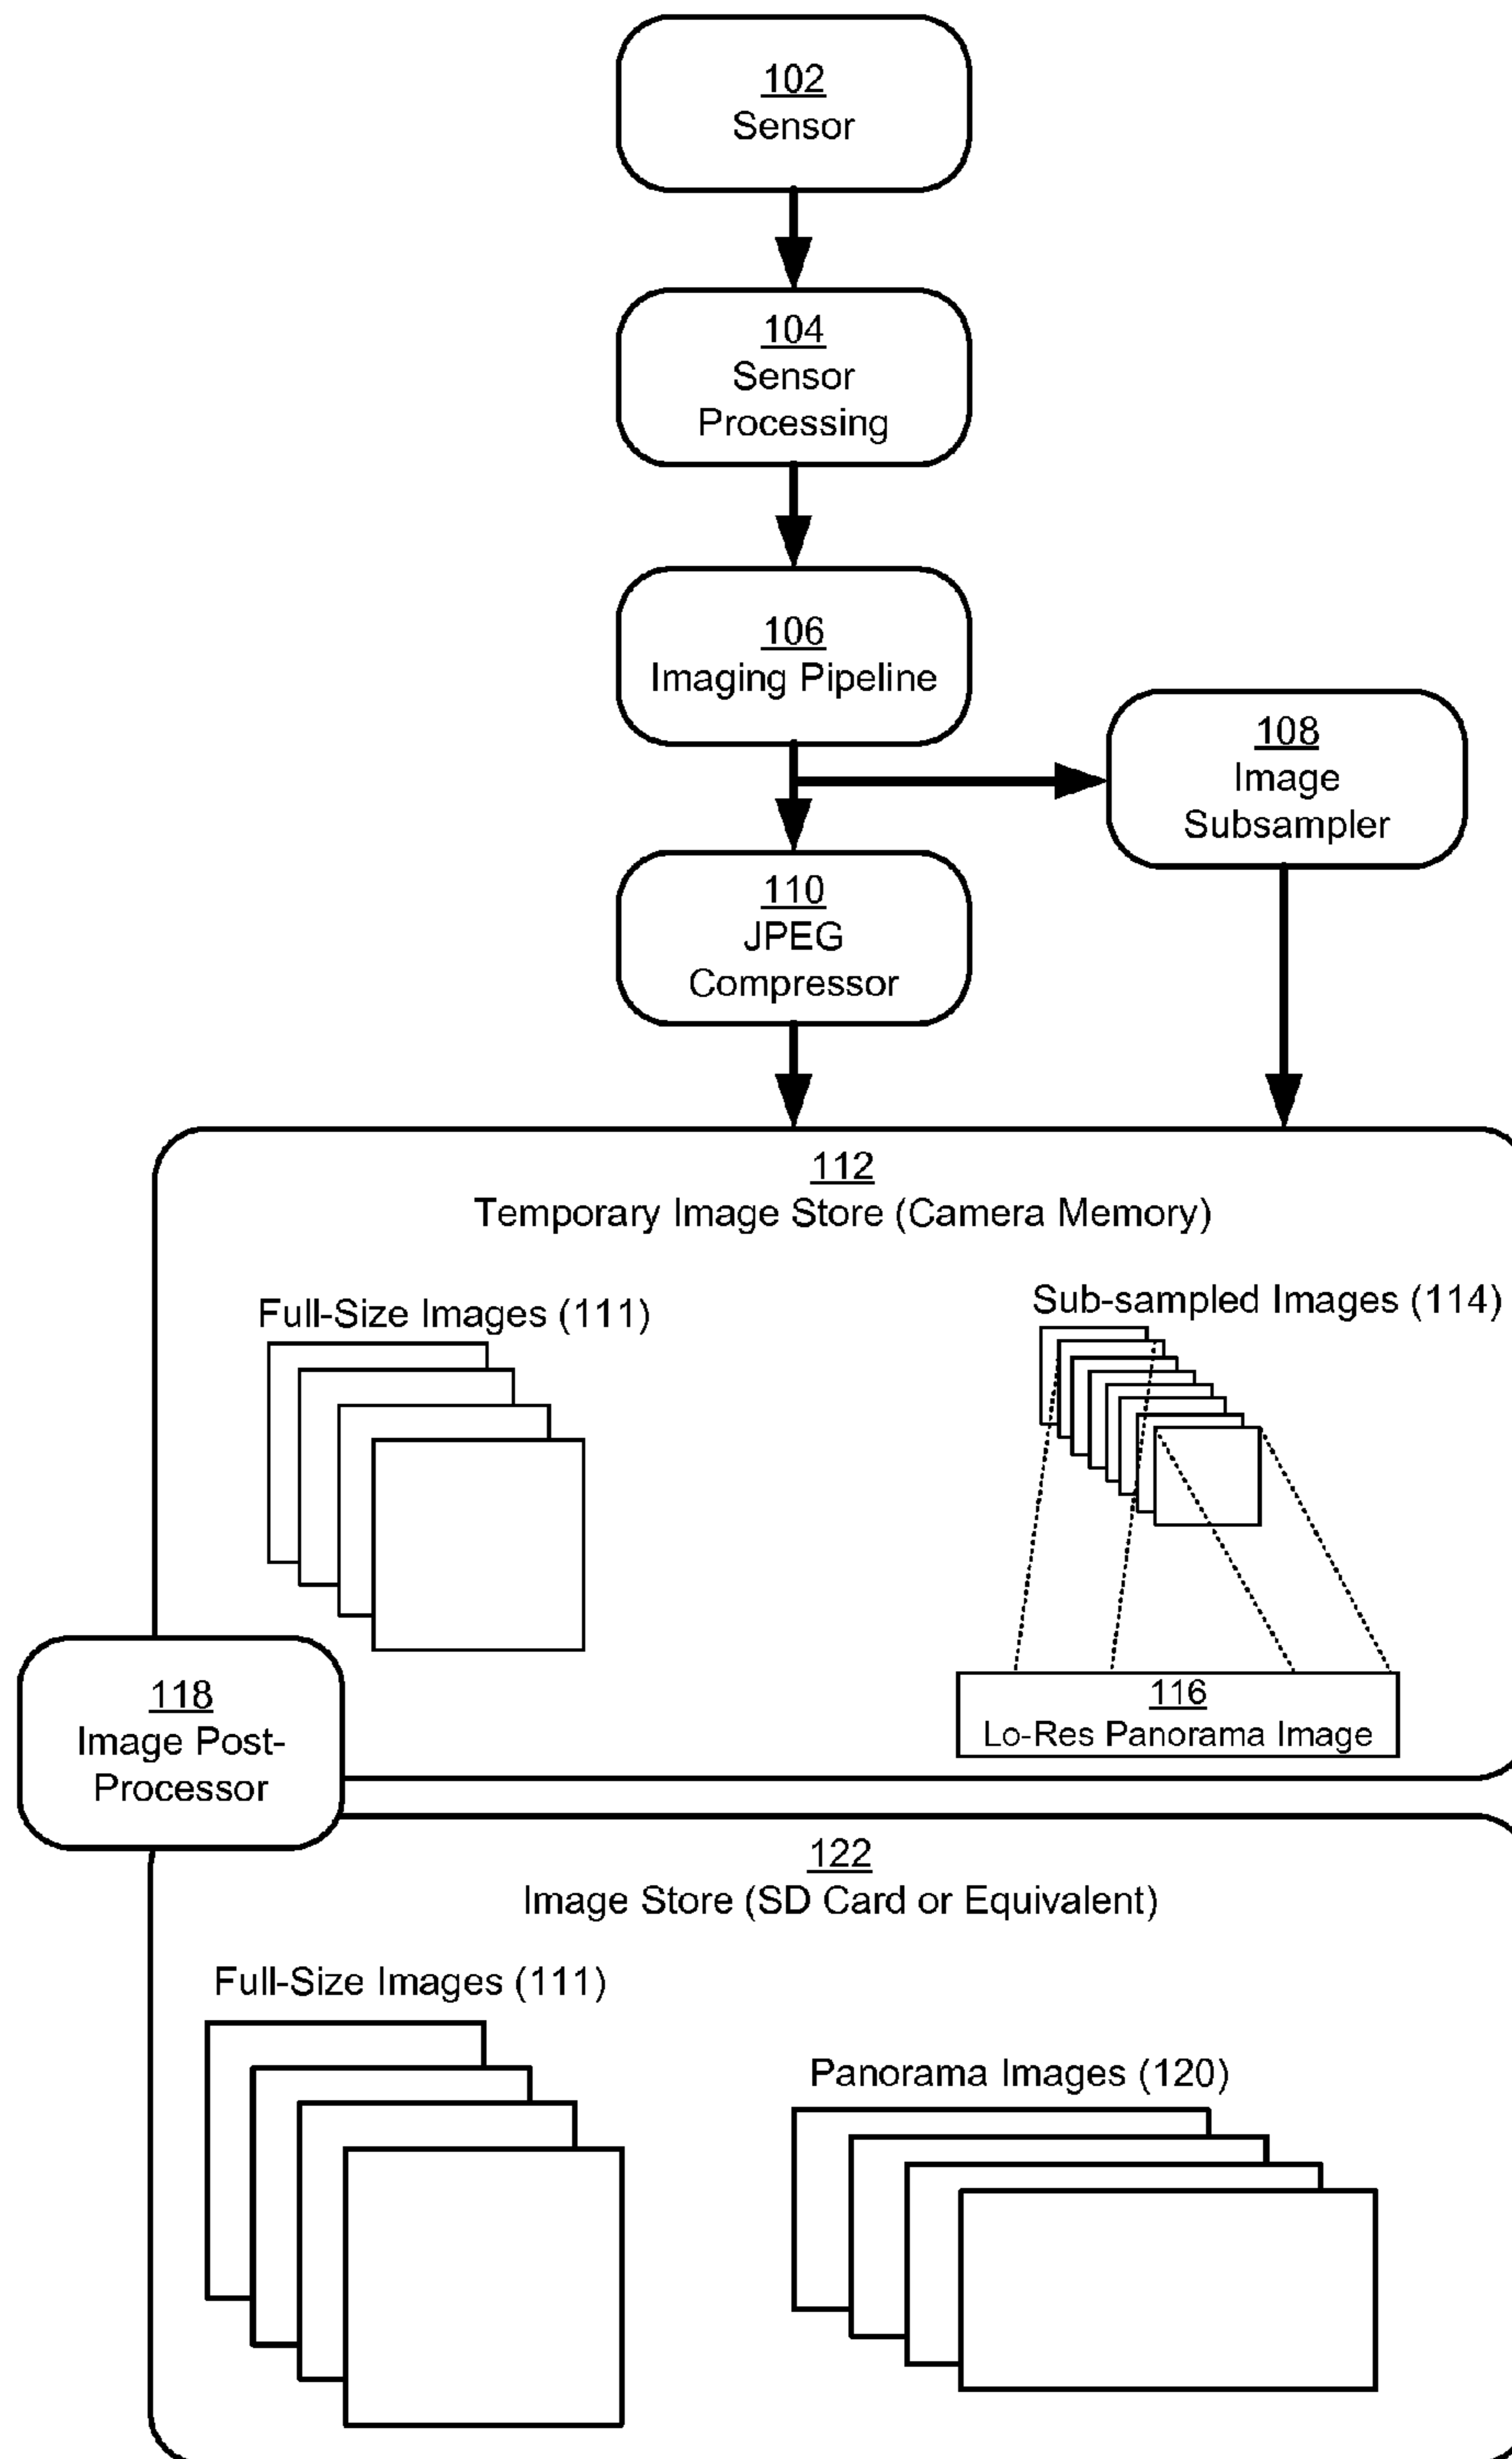 102
Sensor
104
Sensor
Processing
106
Imaging Pipeline
108
Image
Subsampler
110
JPEG
Compressor
112
Temporary Image Store (Camera Memory)
Full-Size Images (111)
Sub-sampled Images (114)
116
Lo-Res Panorama Image
118
Image Post-
Processor
122
Image Store (SD Card or Equivalent)
Full-Size Images (111)
Panorama Images (120)